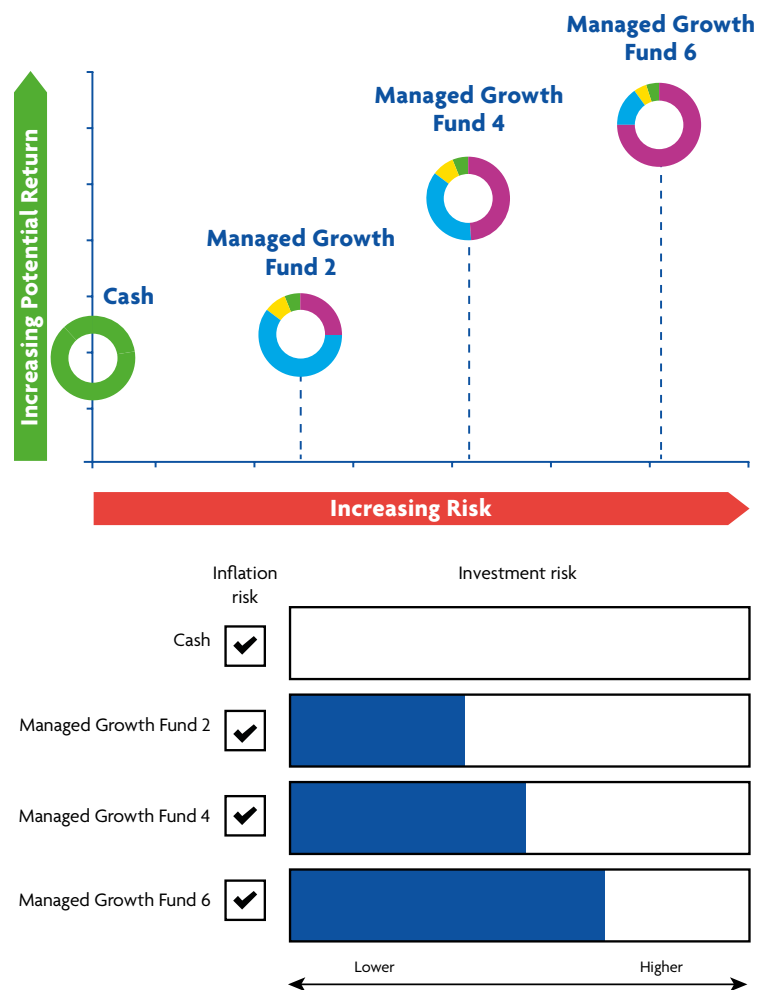 Managed Growth
Fund 6
Managed Growth
Fund 4
Managed Growth
Fund 2
Cash
Increasing Potential Return
Increasing Risk
Inflation
risk
Investment risk
Cash
Managed Growth Fund 2
Managed Growth Fund 4
Managed Growth Fund 6
Lower
Higher